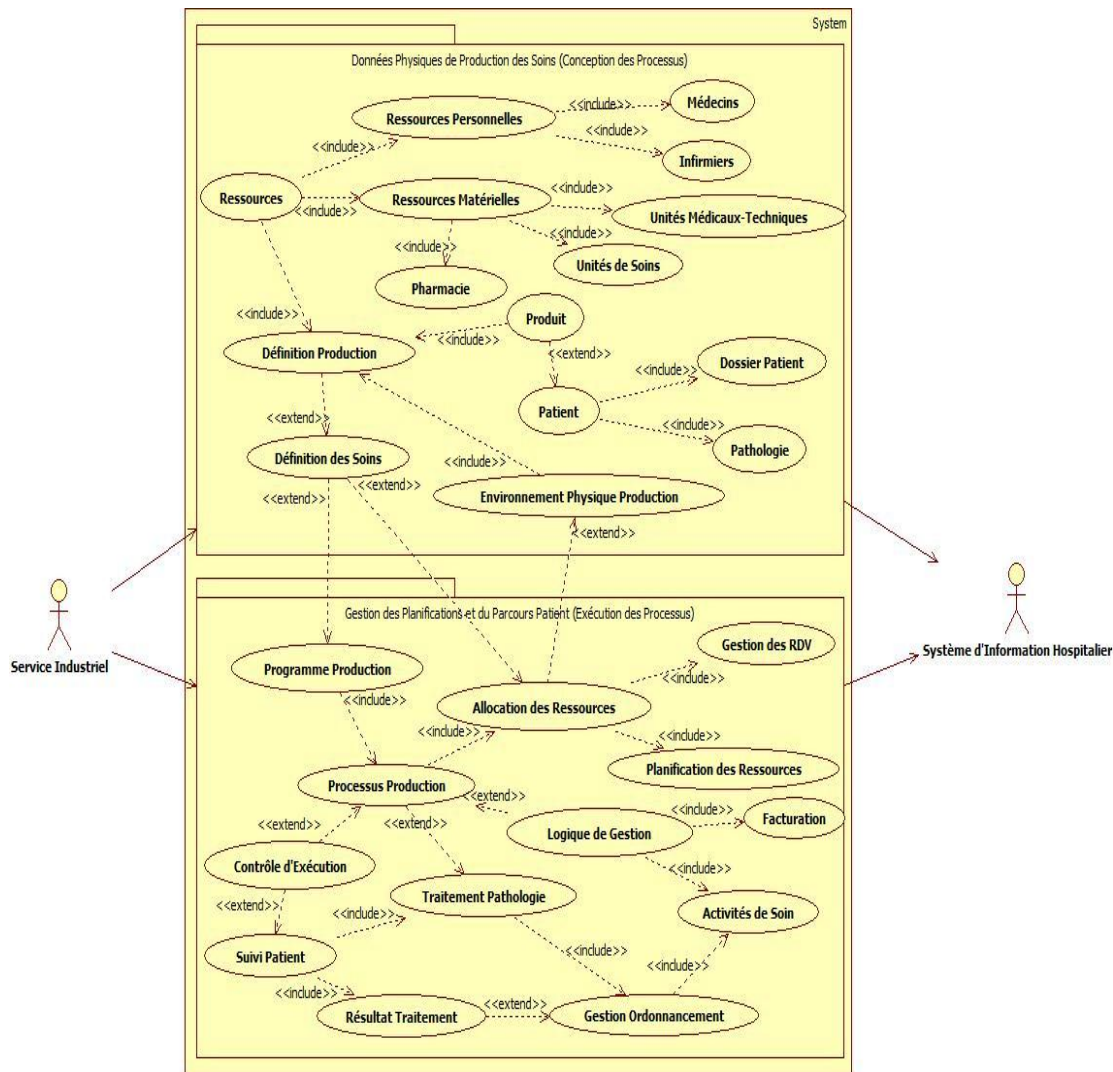 System
Données Physiques de Production des Soins (Conception des Processus)
<<include>>
Médecins
Ressources Personnelles
<<include>>
<<include>>
Infirmiers
Ressources
<<include>>
Ressources Matérielles
<<include>>
Unités Médicaux-Techniques
<<include>>
<<include>>
Unités de Soins
Pharmacie
<<include>>
Produit
<<include>>
Définition Production
<<extend>>
Dossier Patient
<<include>>
Patient
<<extend>>
<<include>>
Pathologie
Définition des Soins
<<include>>
<<extend>>
<<extend>>
Environnement Physique Production
<<extend>>
Service Industriel
Système d'Information Hospitalier
Gestion des Planifications et du Parcours Patient (Exécution des Processus)
Gestion des RDV
Programme Production
<<include>>
<<include>>
Allocation des Ressources
<<include>>
<<include>>
Planification des Ressources
Processus Production
<<extend>>
<<include>>
Facturation
<<extend>>
<<extend>>
Logique de Gestion
Contrôle d'Exécution
<<include>>
Traitement Pathologie
<<extend>>
<<include>>
Activités de Soin
Suivi Patient
<<include>>
<<include>>
<<include>>
<<extend>>
Résultat Traitement
Gestion Ordonnancement